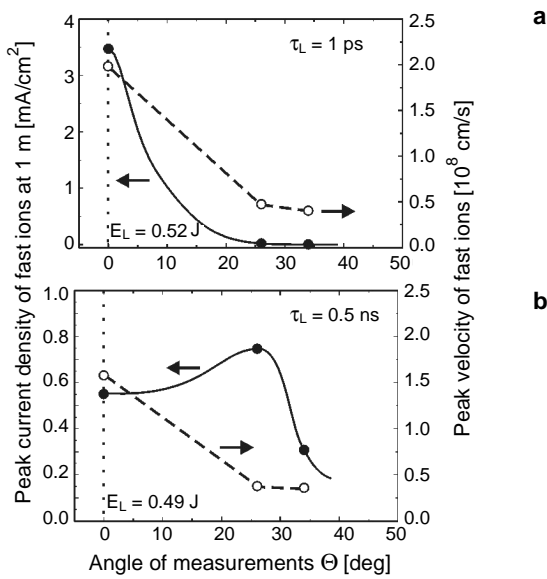 a
τL = 1 ps
EL = 0.52 J
4
3
2
1
0
2.5
2.0
1.5
1.0
0.5
0.0
0 10 20 30 40 50
b
τL = 0.5 ns
EL = 0.49 J
1.0
0.8
0.6
0.4
0.2
0.0
2.5
2.0
1.5
1.0
0.5
0.0
0 10 20 30 40 50
Peak current density of fast ions at 1 m [mA/cm²]
Peak velocity of fast ions [10⁸ cm/s]
Angle of measurements Θ [deg]